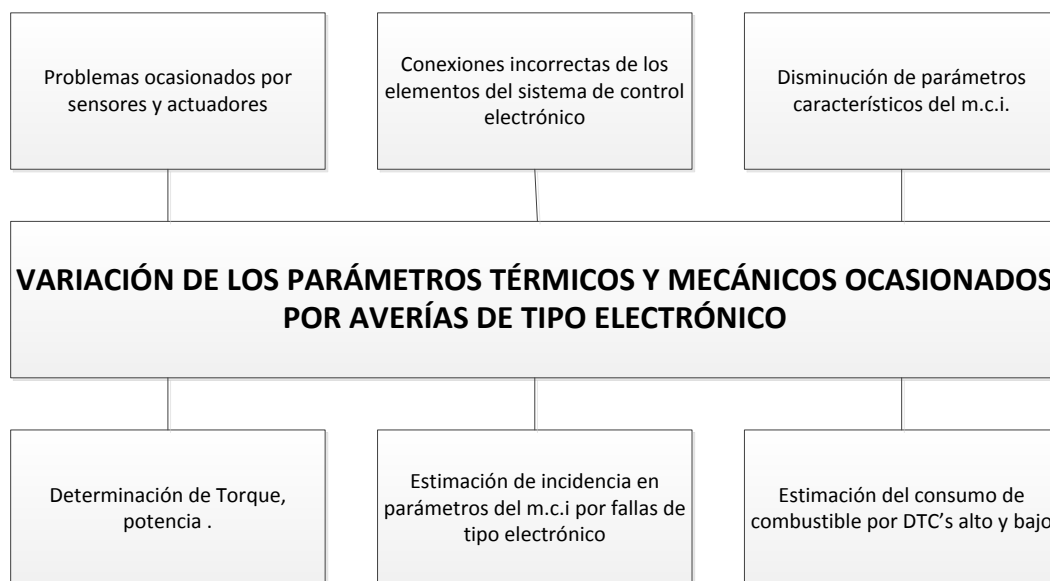 Problemas ocasionados por
sensores y actuadores
Conexiones incorrectas de los
elementos del sistema de control
electrónico
Disminución de parámetros
característicos del m.c.i.
VARIACIÓN DE LOS PARÁMETROS TÉRMICOS Y MECÁNICOS OCASIONADOS
POR AVERÍAS DE TIPO ELECTRÓNICO
Determinación de Torque,
potencia .
Estimación de incidencia en
parámetros del m.c.i por fallas de
tipo electrónico
Estimación del consumo de
combustible por DTC’s alto y bajo